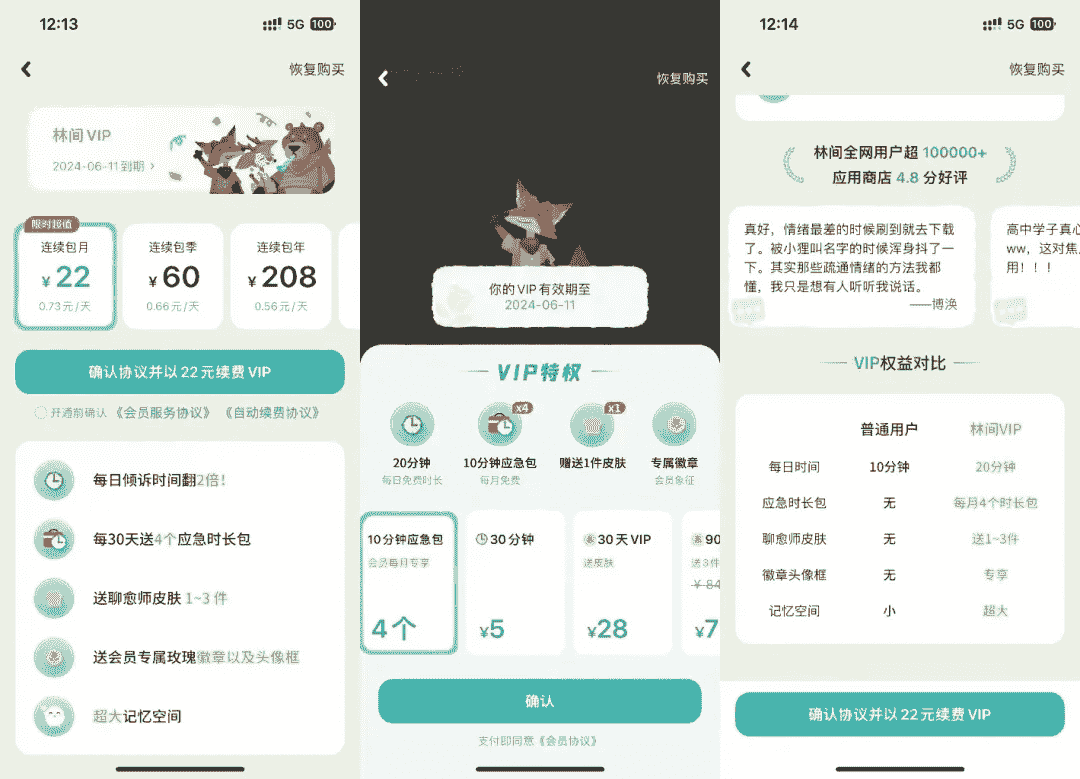 12:13
5G 100
恢复购买
林间 VIP
2024-06-11到期 ›
限时超值
连续包月
¥ 22
0.73元/天
连续包季
¥ 60
0.66元/天
连续包年
¥ 208
0.56元/天
确认协议并以 22 元续费 VIP
开通前确认 《会员服务协议》 《自动续费协议》
每日倾诉时间翻2倍!
每30天送4个应急时长包
送聊愈师皮肤 1~3 件
送会员专属玫瑰徽章以及头像框
超大记忆空间
恢复购买
你的 VIP 有效期至
2024-06-11
VIP特权
20分钟
每日免费时长
x4
10分钟应急包
每月免费
x1
赠送1件皮肤
专属徽章
会员象征
10分钟应急包
会员每月专享
4个
30分钟
¥5
30天 VIP
送皮肤
¥28
90
送3件
¥ 84
¥7
确认
支付即同意《会员协议》
12:14
5G 100
恢复购买
林间全网用户超 100000+
应用商店 4.8 分好评
真好，情绪最差的时候刷到就去下载
了。被小狸叫名字的时候浑身抖了一
下。其实那些疏通情绪的方法我都
懂，我只是想有人听听我说话。
——博涣
高中学子真心
ww，这对焦
用！！！
VIP权益对比
普通用户 林间VIP
每日时间 10分钟 20分钟
应急时长包 无 每月4个时长包
聊愈师皮肤 无 送1~3件
徽章头像框 无 专享
记忆空间 小 超大
确认协议并以 22 元续费 VIP